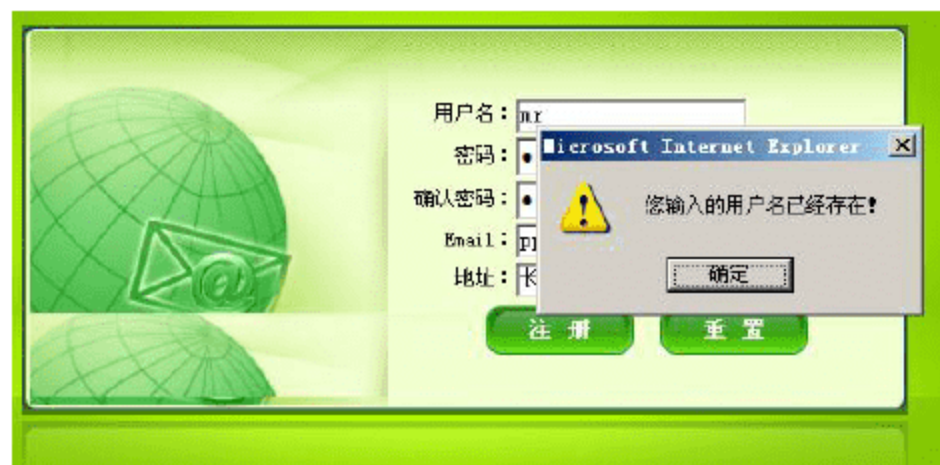 用户名：mr
密码：
确认密码：
Email：
地址：长
Microsoft Internet Explorer
您输入的用户名已经存在!
确定
注 册
重 置
@